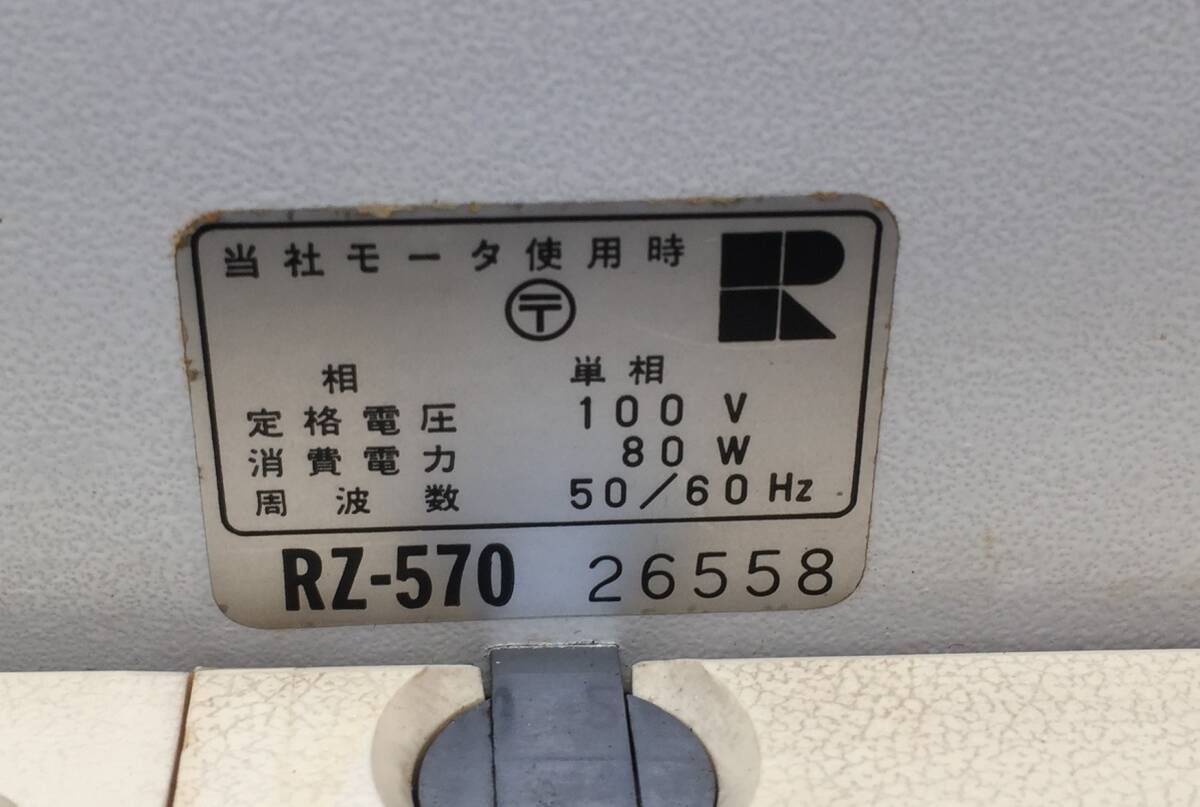 当社モータ使用時
R
〒
相 単相
定格電圧 100 V
消費電力 80 W
周波数 50/60 Hz
RZ-570 26558